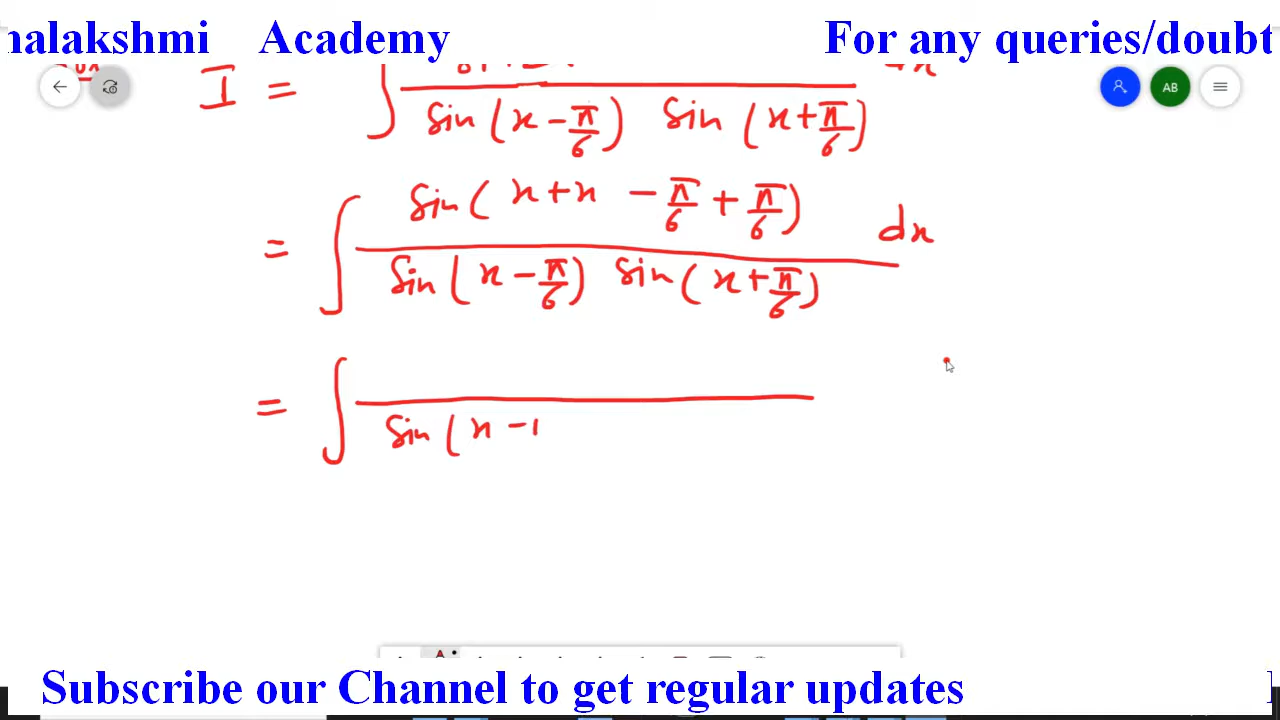 nalakshmi Academy For any queries/doubt
I = ∫ dx
sin(x - π/6) sin(x + π/6)
= ∫ sin(x + x - π/6 + π/6) dx
sin(x - π/6) sin(x + π/6)
= ∫
sin(x -
AB
Subscribe our Channel to get regular updates